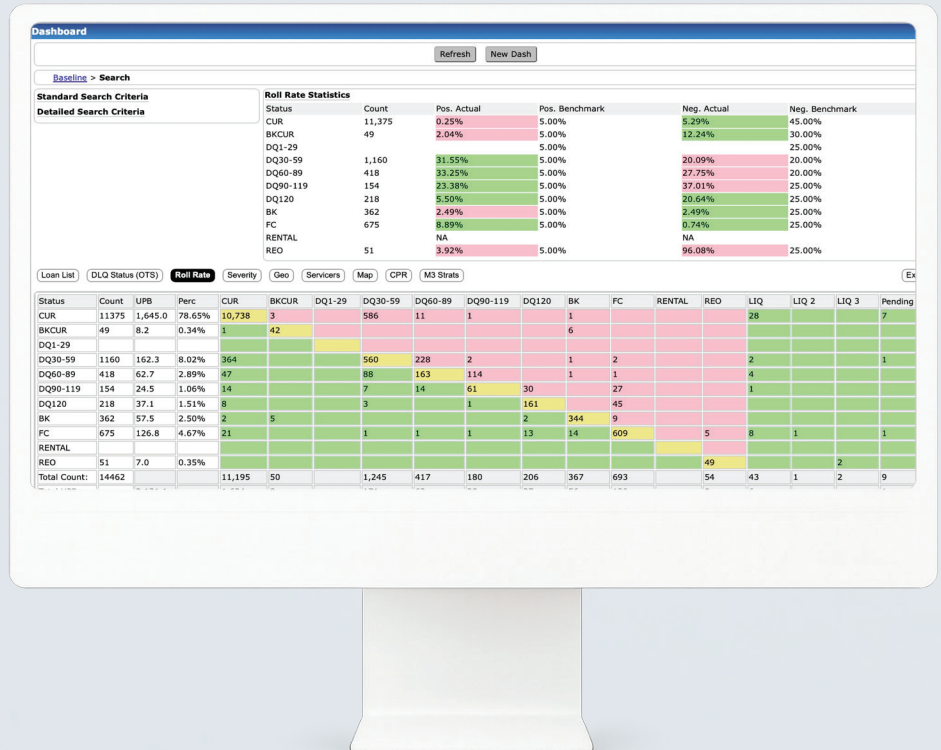 Dashboard
Refresh New Dash
Baseline > Search
Standard Search Criteria
Detailed Search Criteria
Roll Rate Statistics
Status Count Pos. Actual Pos. Benchmark Neg. Actual Neg. Benchmark
CUR 11,375 0.25% 5.00% 5.29% 45.00%
BKCUR 49 2.04% 5.00% 12.24% 30.00%
DQ1-29 5.00% 25.00%
DQ30-59 1,160 31.55% 5.00% 20.09% 20.00%
DQ60-89 418 33.25% 5.00% 27.75% 20.00%
DQ90-119 154 23.38% 5.00% 37.01% 25.00%
DQ120 218 5.50% 5.00% 20.64% 25.00%
BK 362 2.49% 5.00% 2.49% 25.00%
FC 675 8.89% 5.00% 0.74% 25.00%
RENTAL NA NA
REO 51 3.92% 5.00% 96.08% 25.00%
Loan List DLQ Status (OTS) Roll Rate Severity Geo Servicers Map CPR M3 Strats Ex
Status Count UPB Perc CUR BKCUR DQ1-29 DQ30-59 DQ60-89 DQ90-119 DQ120 BK FC RENTAL REO LIQ LIQ 2 LIQ 3 Pending
CUR 11375 1,645.0 78.65% 10,738 3 586 11 1 1 28 7
BKCUR 49 8.2 0.34% 1 42 6
DQ1-29
DQ30-59 1160 162.3 8.02% 364 560 228 2 1 2 2 1
DQ60-89 418 62.7 2.89% 47 88 163 114 1 1 4
DQ90-119 154 24.5 1.06% 14 7 14 61 30 27 1
DQ120 218 37.1 1.51% 8 3 1 161 45
BK 362 57.5 2.50% 2 5 2 344 9
FC 675 126.8 4.67% 21 1 1 1 13 14 609 5 8 1 1
RENTAL
REO 51 7.0 0.35% 49 2
Total Count: 14462 11,195 50 1,245 417 180 206 367 693 54 43 1 2 9